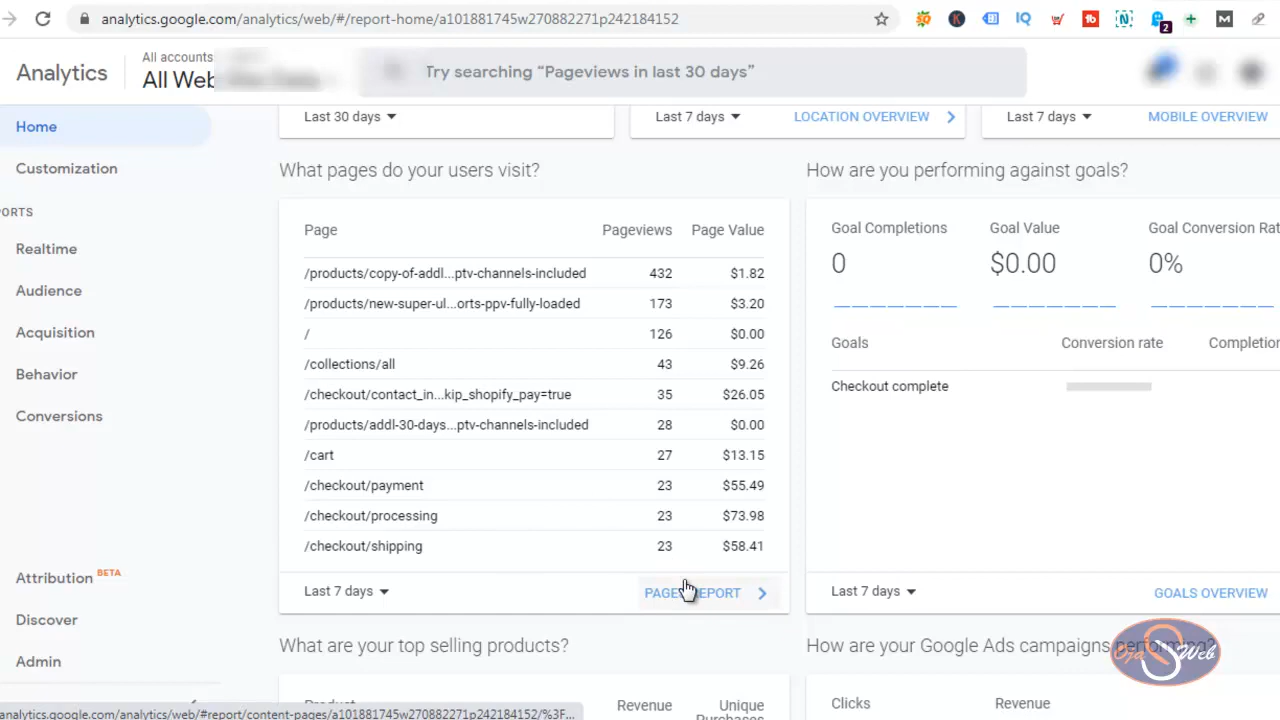 analytics.google.com/analytics/web/#/report-home/a101881745w270882271p242184152
2
Analytics
All accounts
All Web
Try searching “Pageviews in last 30 days”
Home
Customization
ORTS
Realtime
Audience
Acquisition
Behavior
Conversions
Attribution BETA
Discover
Admin
Last 30 days
Last 7 days
LOCATION OVERVIEW
Last 7 days
MOBILE OVERVIEW
What pages do your users visit?
Page Pageviews Page Value
/products/copy-of-addl...ptv-channels-included 432 $1.82
/products/new-super-ul...orts-ppv-fully-loaded 173 $3.20
/ 126 $0.00
/collections/all 43 $9.26
/checkout/contact_in...kip_shopify_pay=true 35 $26.05
/products/addl-30-days...ptv-channels-included 28 $0.00
/cart 27 $13.15
/checkout/payment 23 $55.49
/checkout/processing 23 $73.98
/checkout/shipping 23 $58.41
Last 7 days
PAGES REPORT
How are you performing against goals?
Goal Completions Goal Value Goal Conversion Rat
0 $0.00 0%
Goals Conversion rate Completion
Checkout complete
Last 7 days
GOALS OVERVIEW
What are your top selling products?
Product Revenue Unique
Purchases
How are your Google Ads campaigns performing?
Clicks Revenue
Web
analytics.google.com/analytics/web/#report/content-pages/a101881745w270882271p242184152/%3F...